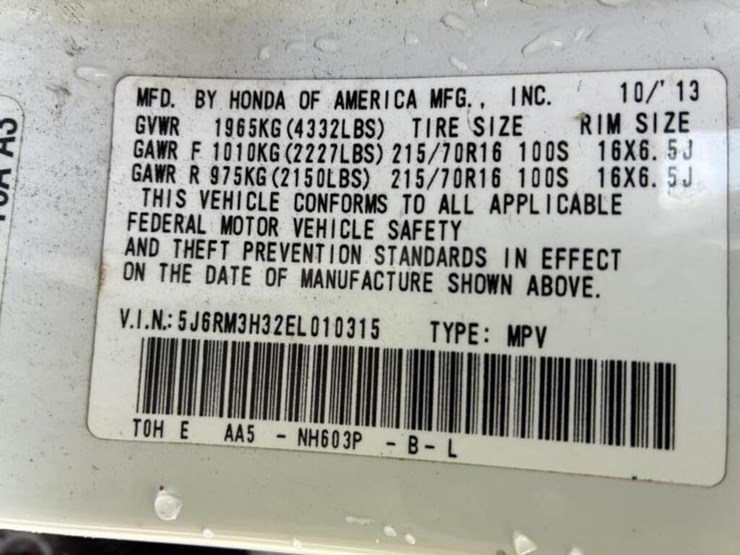 MFD. BY HONDA OF AMERICA MFG., INC. 10/'13
GVWR 1965KG(4332LBS) TIRE SIZE RIM SIZE
GAWR F 1010KG(2227LBS) 215/70R16 100S 16X6.5J
GAWR R 975KG(2150LBS) 215/70R16 100S 16X6.5J
THIS VEHICLE CONFORMS TO ALL APPLICABLE
FEDERAL MOTOR VEHICLE SAFETY
AND THEFT PREVENTION STANDARDS IN EFFECT
ON THE DATE OF MANUFACTURE SHOWN ABOVE.
V.I.N.: 5J6RM3H32EL010315 TYPE: MPV
TOH E AA5 - NH603P - B - L